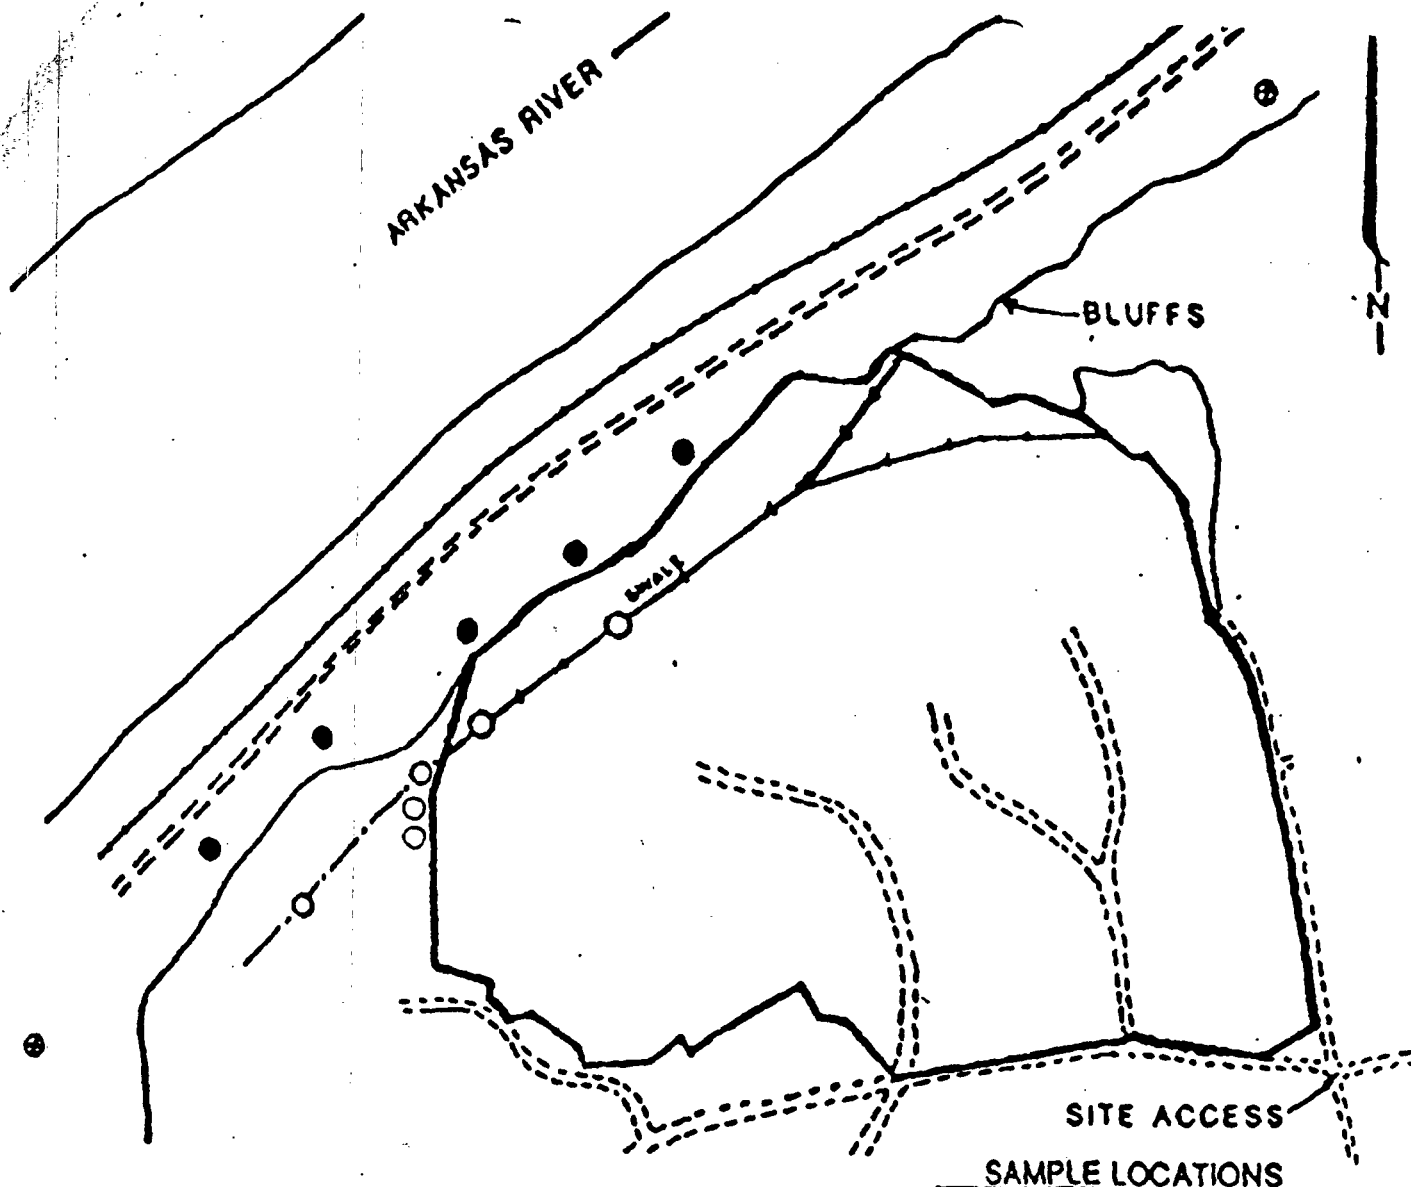 ARKANSAS RIVER
BLUFFS
N
SWALE
SITE ACCESS
SAMPLE LOCATIONS